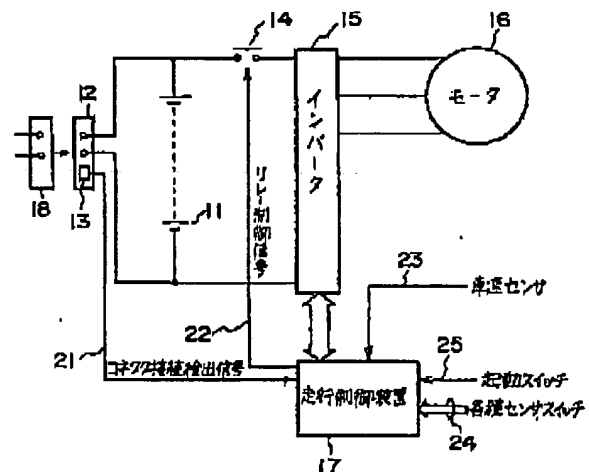 14
15
16
12
インバータ
モータ
18
13
11
リレー制御信号
23
車速センサ
22
21
コネクタ接続検出信号
25
起動スイッチ
走行制御装置
各種センサスイッチ
24
17